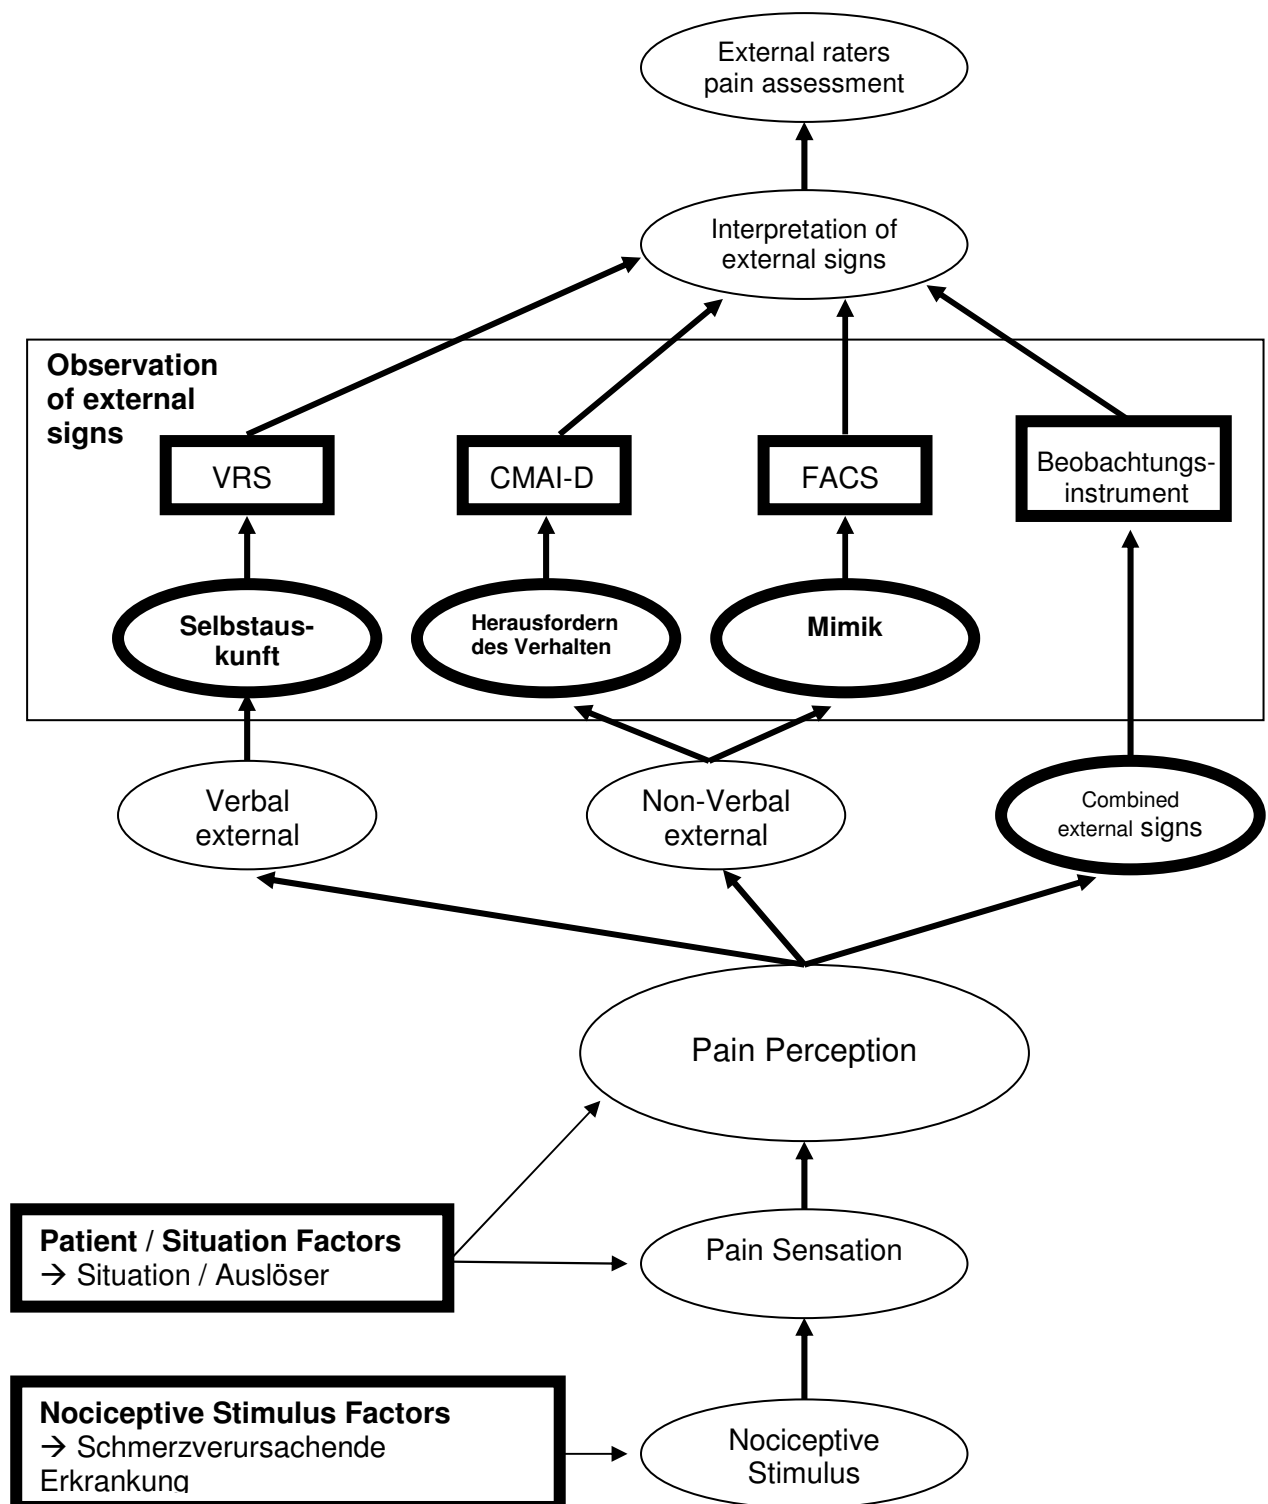 External raters
pain assessment
Interpretation of
external signs
Observation
of external
signs
VRS
CMAI-D
FACS
Beobachtungs-
instrument
Selbstaus-
kunft
Herausfordern
des Verhalten
Mimik
Verbal
external
Non-Verbal
external
Combined
external signs
Pain Perception
Patient / Situation Factors
→ Situation / Auslöser
Pain Sensation
Nociceptive Stimulus Factors
→ Schmerzverursachende
Erkrankung
Nociceptive
Stimulus